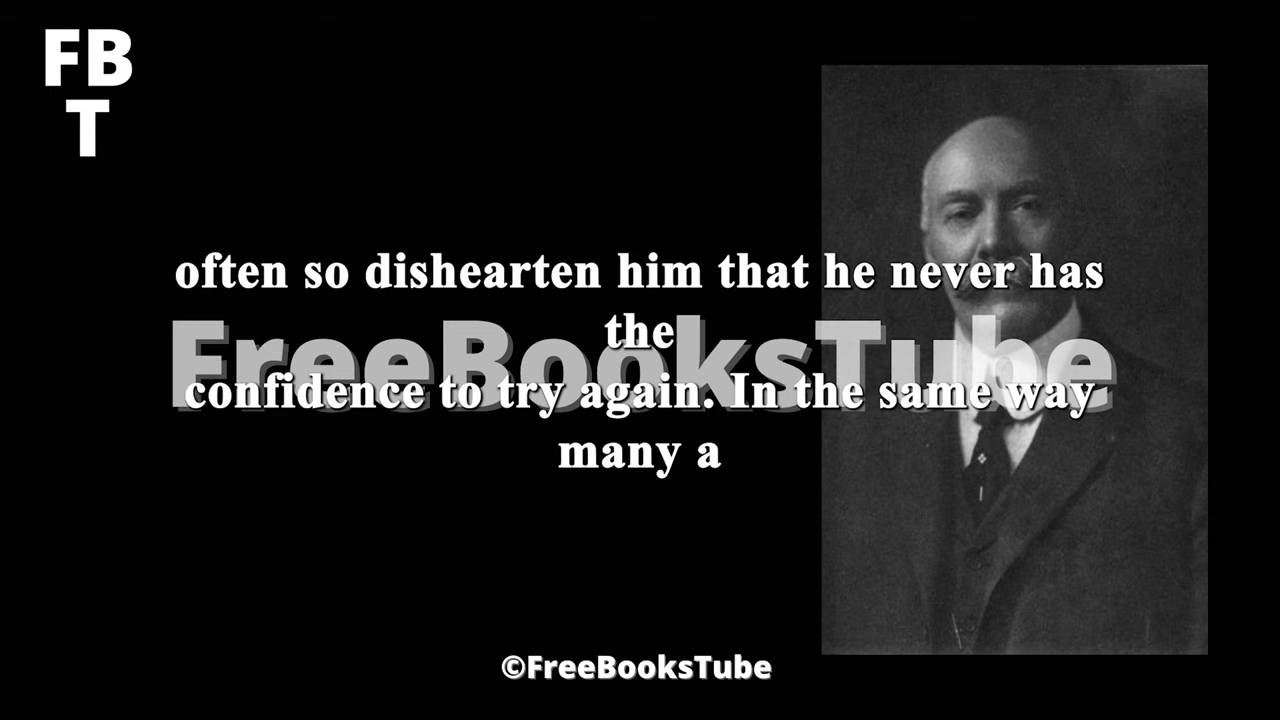 FB
T
often so dishearten him that he never has
the
FreeBooksTube
confidence to try again. In the same way
many a
©FreeBooksTube